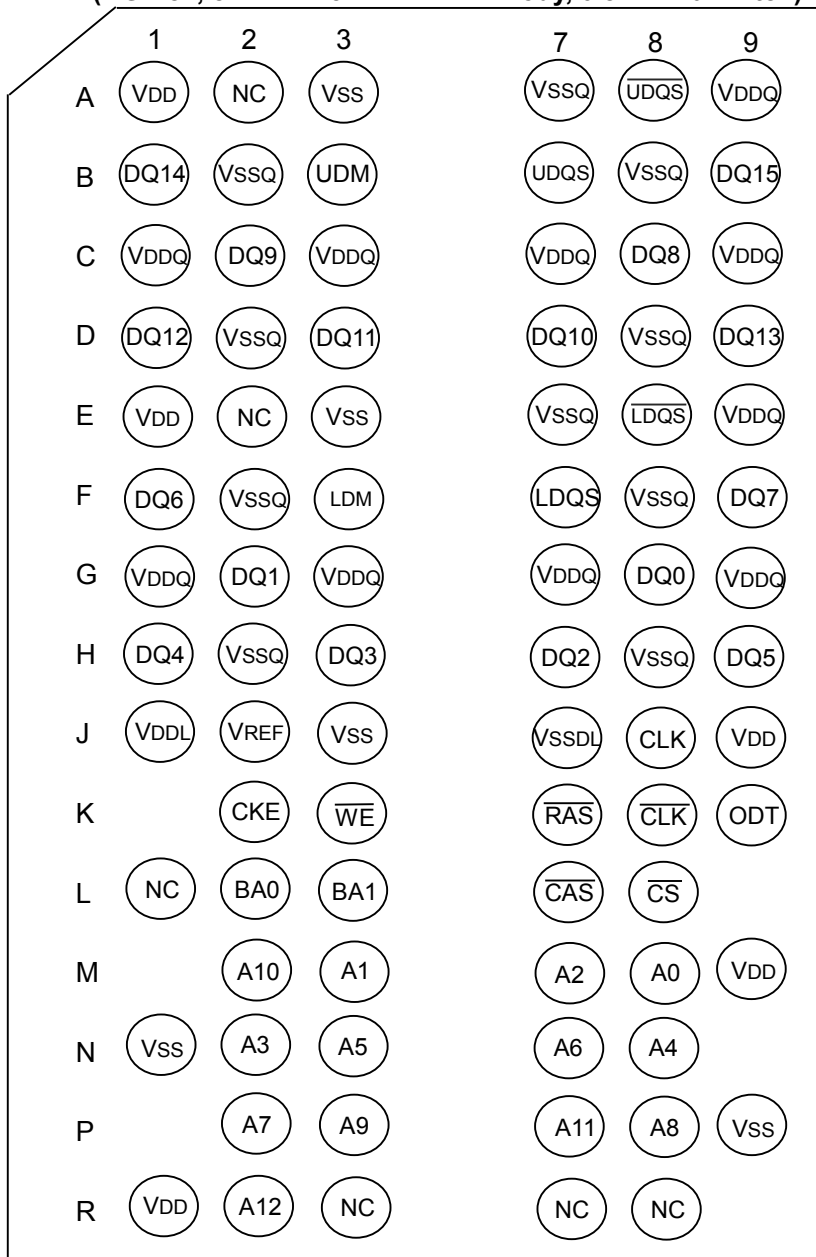 1 2 3 7 8 9
A VDD NC VSS VSSQ UDQS VDDQ
B DQ14 VSSQ UDM UDQS VSSQ DQ15
C VDDQ DQ9 VDDQ VDDQ DQ8 VDDQ
D DQ12 VSSQ DQ11 DQ10 VSSQ DQ13
E VDD NC VSS VSSQ LDQS VDDQ
F DQ6 VSSQ LDM LDQS VSSQ DQ7
G VDDQ DQ1 VDDQ VDDQ DQ0 VDDQ
H DQ4 VSSQ DQ3 DQ2 VSSQ DQ5
J VDDL VREF VSS VSSDL CLK VDD
K CKE WE RAS CLK ODT
L NC BA0 BA1 CAS CS
M A10 A1 A2 A0 VDD
N VSS A3 A5 A6 A4
P A7 A9 A11 A8 VSS
R VDD A12 NC NC NC